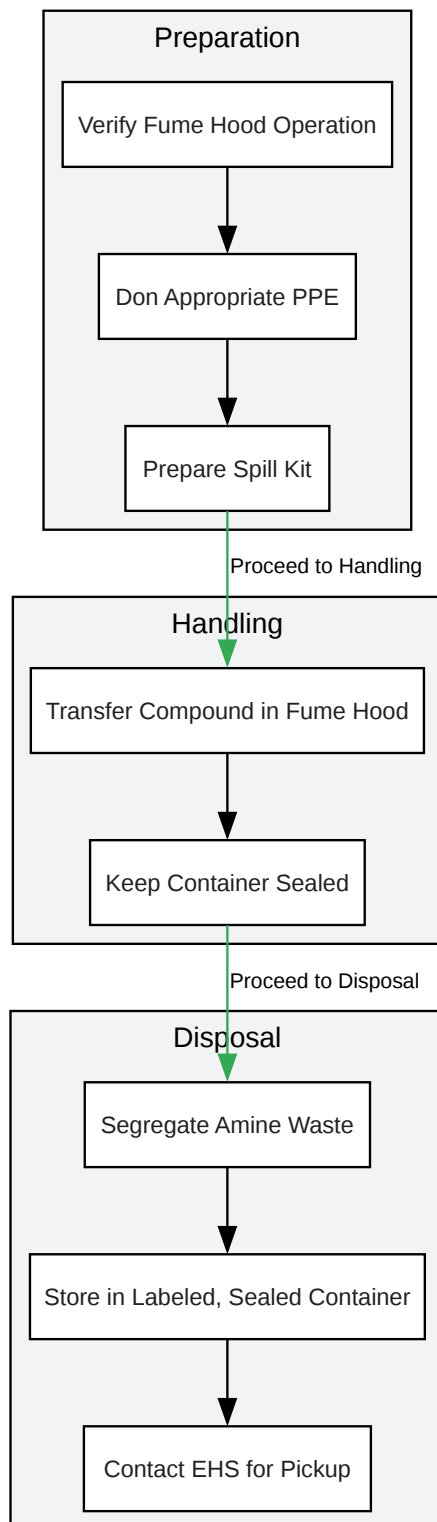 Preparation
Verify Fume Hood Operation
Don Appropriate PPE
Prepare Spill Kit
Proceed to Handling
Handling
Transfer Compound in Fume Hood
Keep Container Sealed
Proceed to Disposal
Disposal
Segregate Amine Waste
Store in Labeled, Sealed Container
Contact EHS for Pickup